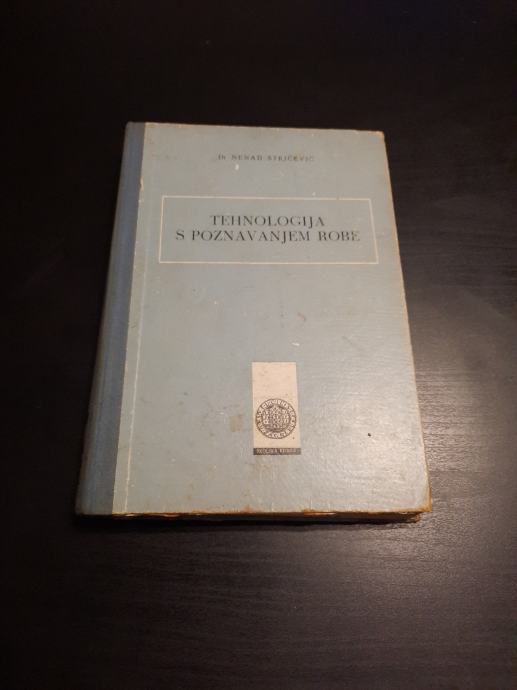 Dr NENAD STRIČEVIĆ
TEHNOLOGIJA
S POZNAVANJEM ROBE
ŠKOLSKA KNJIGA